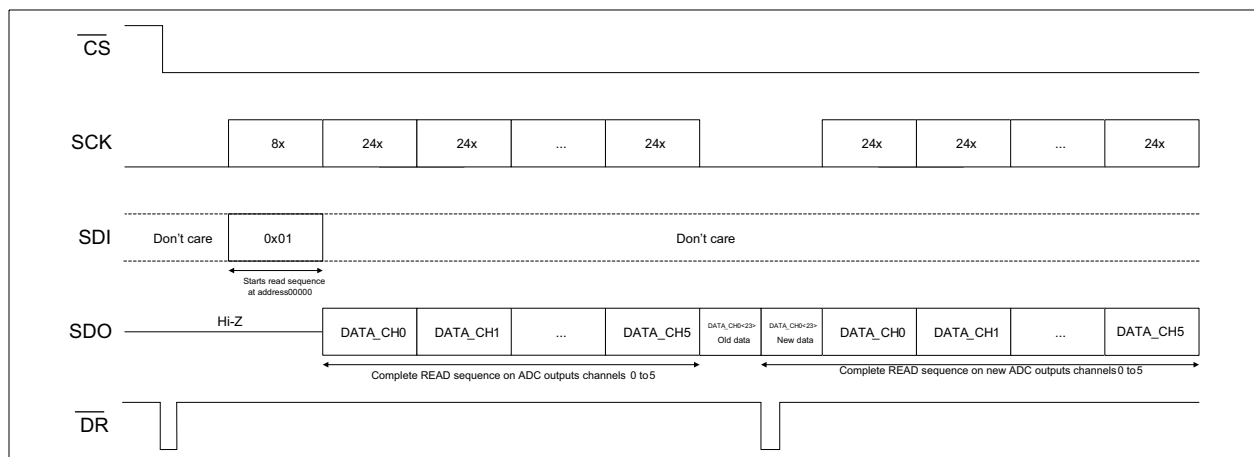 CS
SCK
8x
24x
24x
...
24x
24x
24x
...
24x
SDI
Don't care
0x01
Don't care
Starts read sequence
at address00000
SDO
Hi-Z
DATA_CH0
DATA_CH1
...
DATA_CH5
DATA_CH0<23>
Old data
DATA_CH0<23>
New data
DATA_CH0
DATA_CH1
...
DATA_CH5
Complete READ sequence on ADC outputs channels 0 to5
Complete READ sequence on new ADC outputs channels0 to5
DR